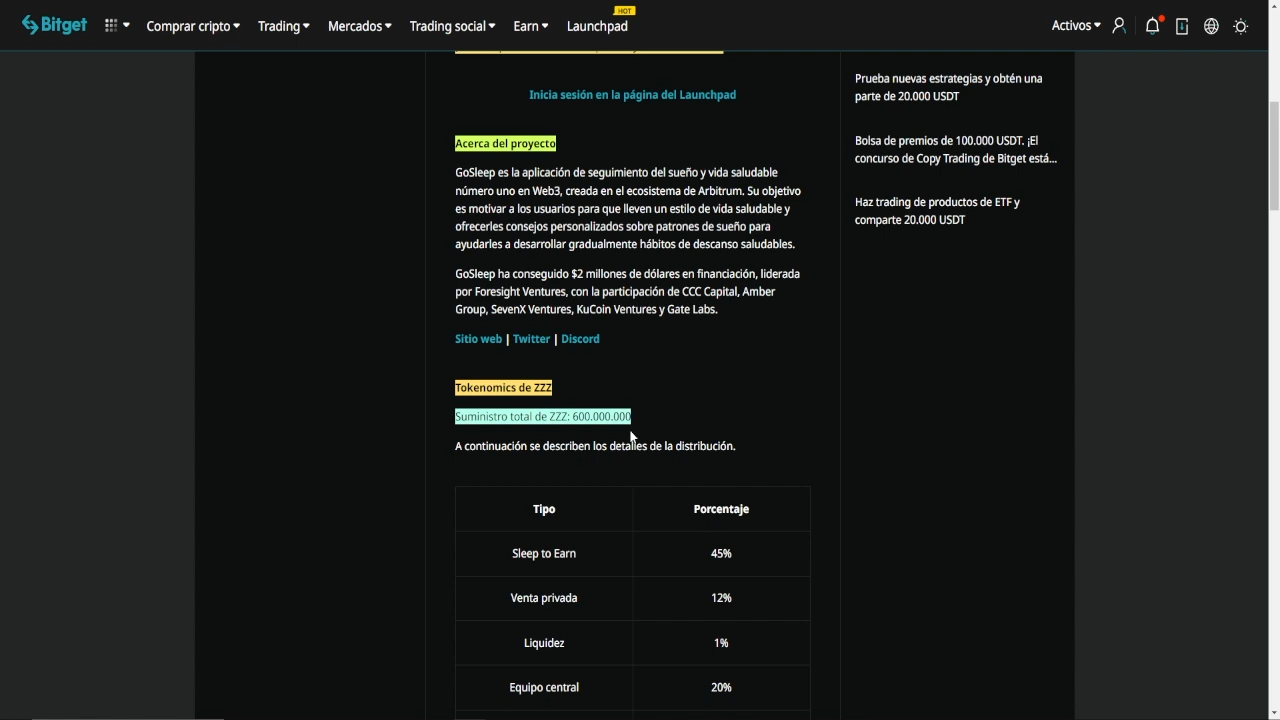 Bitget
Comprar cripto
Trading
Mercados
Trading social
Earn
Launchpad
HOT
Activos
Inicia sesión en la página del Launchpad
Acerca del proyecto
GoSleep es la aplicación de seguimiento del sueño y vida saludable
número uno en Web3, creada en el ecosistema de Arbitrum. Su objetivo
es motivar a los usuarios para que lleven un estilo de vida saludable y
ofrecerles consejos personalizados sobre patrones de sueño para
ayudarles a desarrollar gradualmente hábitos de descanso saludables.
GoSleep ha conseguido $2 millones de dólares en financiación, liderada
por Foresight Ventures, con la participación de CCC Capital, Amber
Group, SevenX Ventures, KuCoin Ventures y Gate Labs.
Sitio web | Twitter | Discord
Tokenomics de ZZZ
Suministro total de ZZZ: 600.000.000
A continuación se describen los detalles de la distribución.
Tipo Porcentaje
Sleep to Earn 45%
Venta privada 12%
Liquidez 1%
Equipo central 20%
Prueba nuevas estrategias y obtén una
parte de 20.000 USDT
Bolsa de premios de 100.000 USDT. ¡El
concurso de Copy Trading de Bitget está...
Haz trading de productos de ETF y
comparte 20.000 USDT